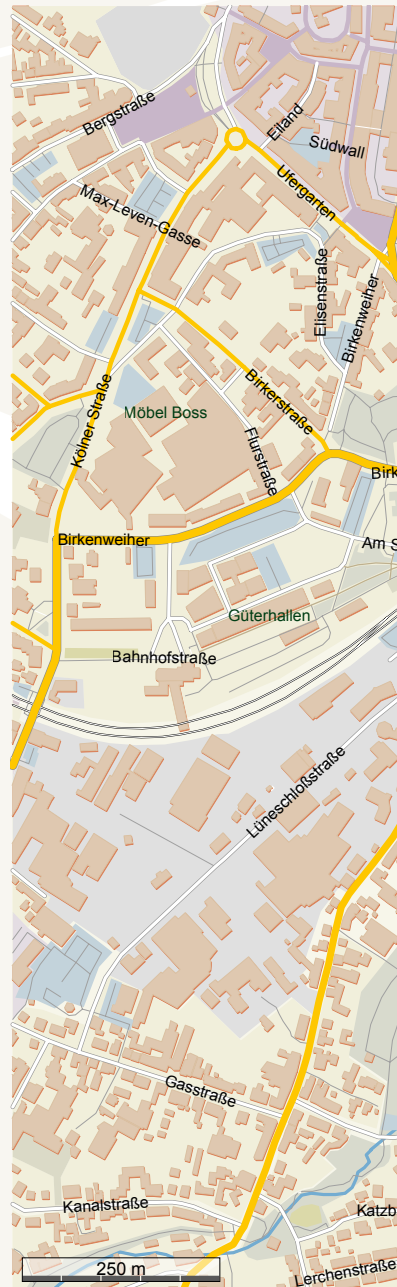 Bergstraße
Eiland
Südwall
Ufergarten
Max-Leven-Gasse
Elisenstraße
Birkenweiher
Kölner Straße
Möbel Boss
Birkerstraße
Flurstraße
Birk
Birkenweiher
Am S
Güterhallen
Bahnhofstraße
Lüneschloßstraße
Gasstraße
Kanalstraße
Katzb
250 m
Lerchenstraße